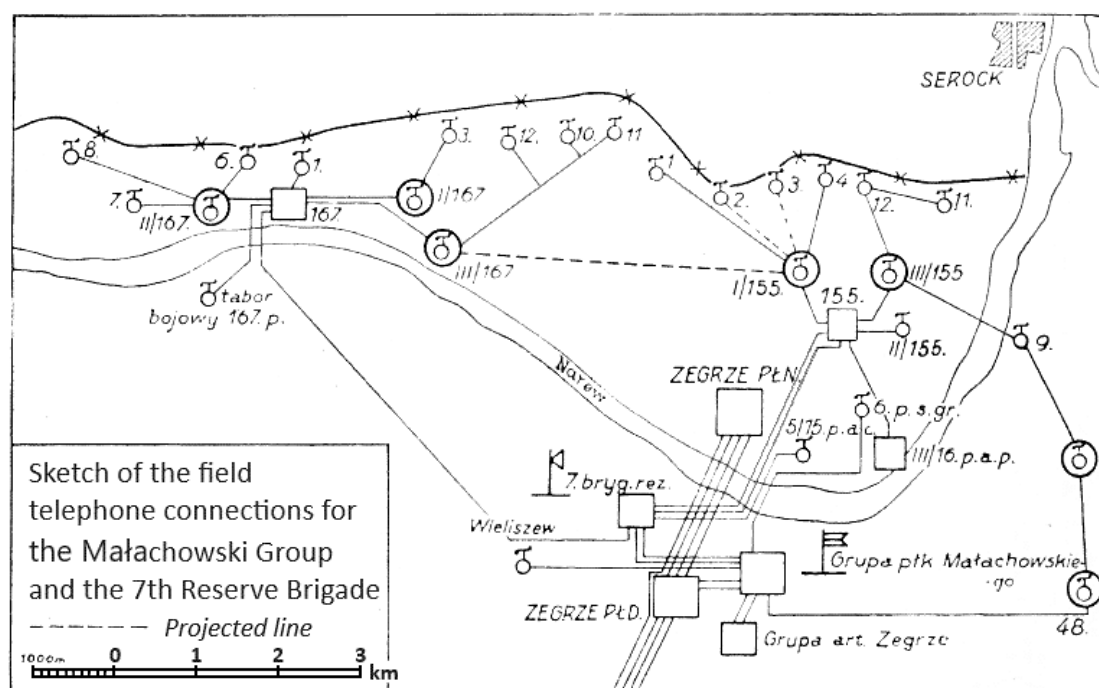 SEROCK
8.
6.
1.
3.
12.
10.
11
1
2.
3.
4
12.
11.
7.
II/167.
167.
I/167
III/167
I/155.
III/155
155.
II/155.
9.
tabor
bojowy 167. p.
Narew
ZEGRZE PŁN.
6. p. s. gr.
5/15. p. a. c.
III/16. p. a. p.
7. bryg. rez.
Wieliszew
Grupa płk Małachowskie-
-go
ZEGRZE PŁD.
Grupa art. Zegrze
48.
Sketch of the field
telephone connections for
the Małachowski Group
and the 7th Reserve Brigade
Projected line
1000m 0 1 2 3 km